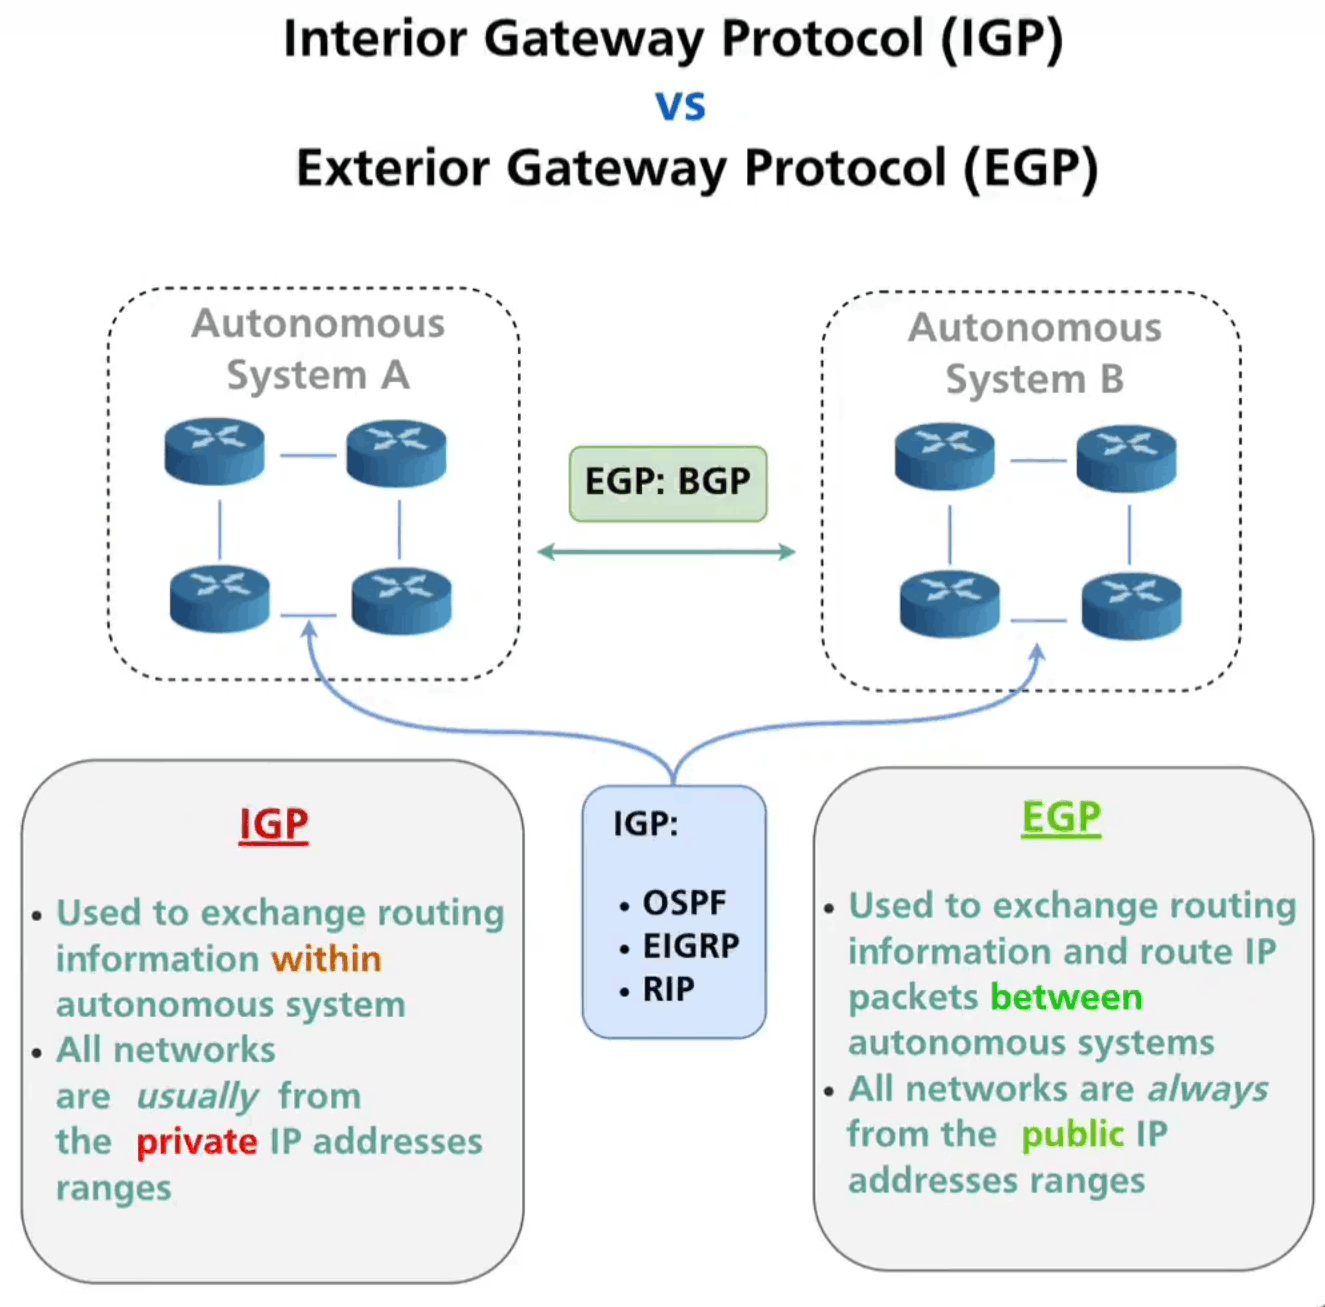 Interior Gateway Protocol (IGP)
vs
Exterior Gateway Protocol (EGP)
Autonomous
System A
Autonomous
System B
EGP: BGP
IGP:
• OSPF
• EIGRP
• RIP
IGP
• Used to exchange routing
information within
autonomous system
• All networks
are usually from
the private IP addresses
ranges
EGP
• Used to exchange routing
information and route IP
packets between
autonomous systems
• All networks are always
from the public IP
addresses ranges